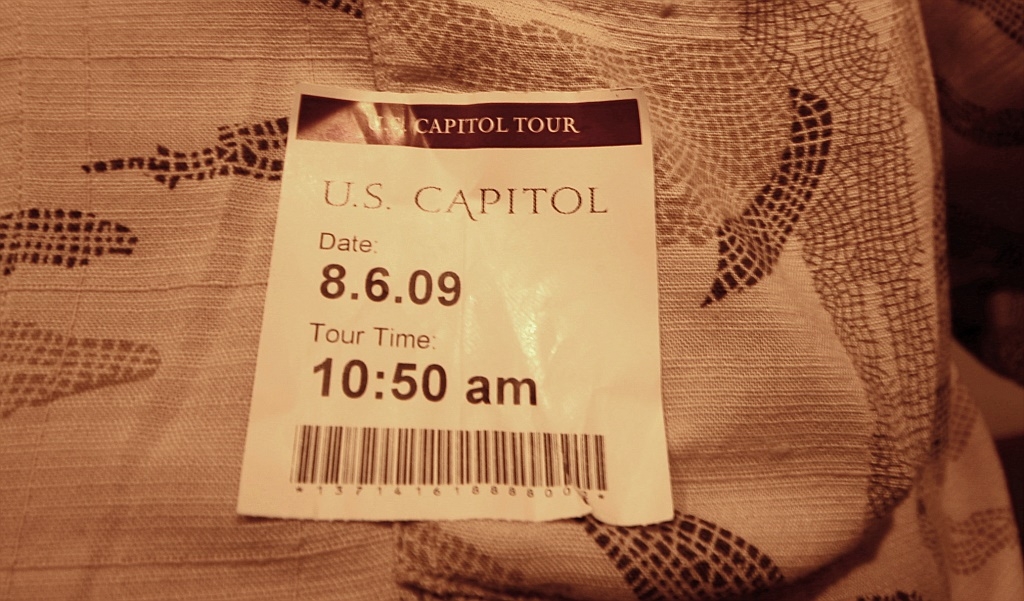 U.S. CAPITOL TOUR
U.S. CAPITOL
Date:
8.6.09
Tour Time:
10:50 am